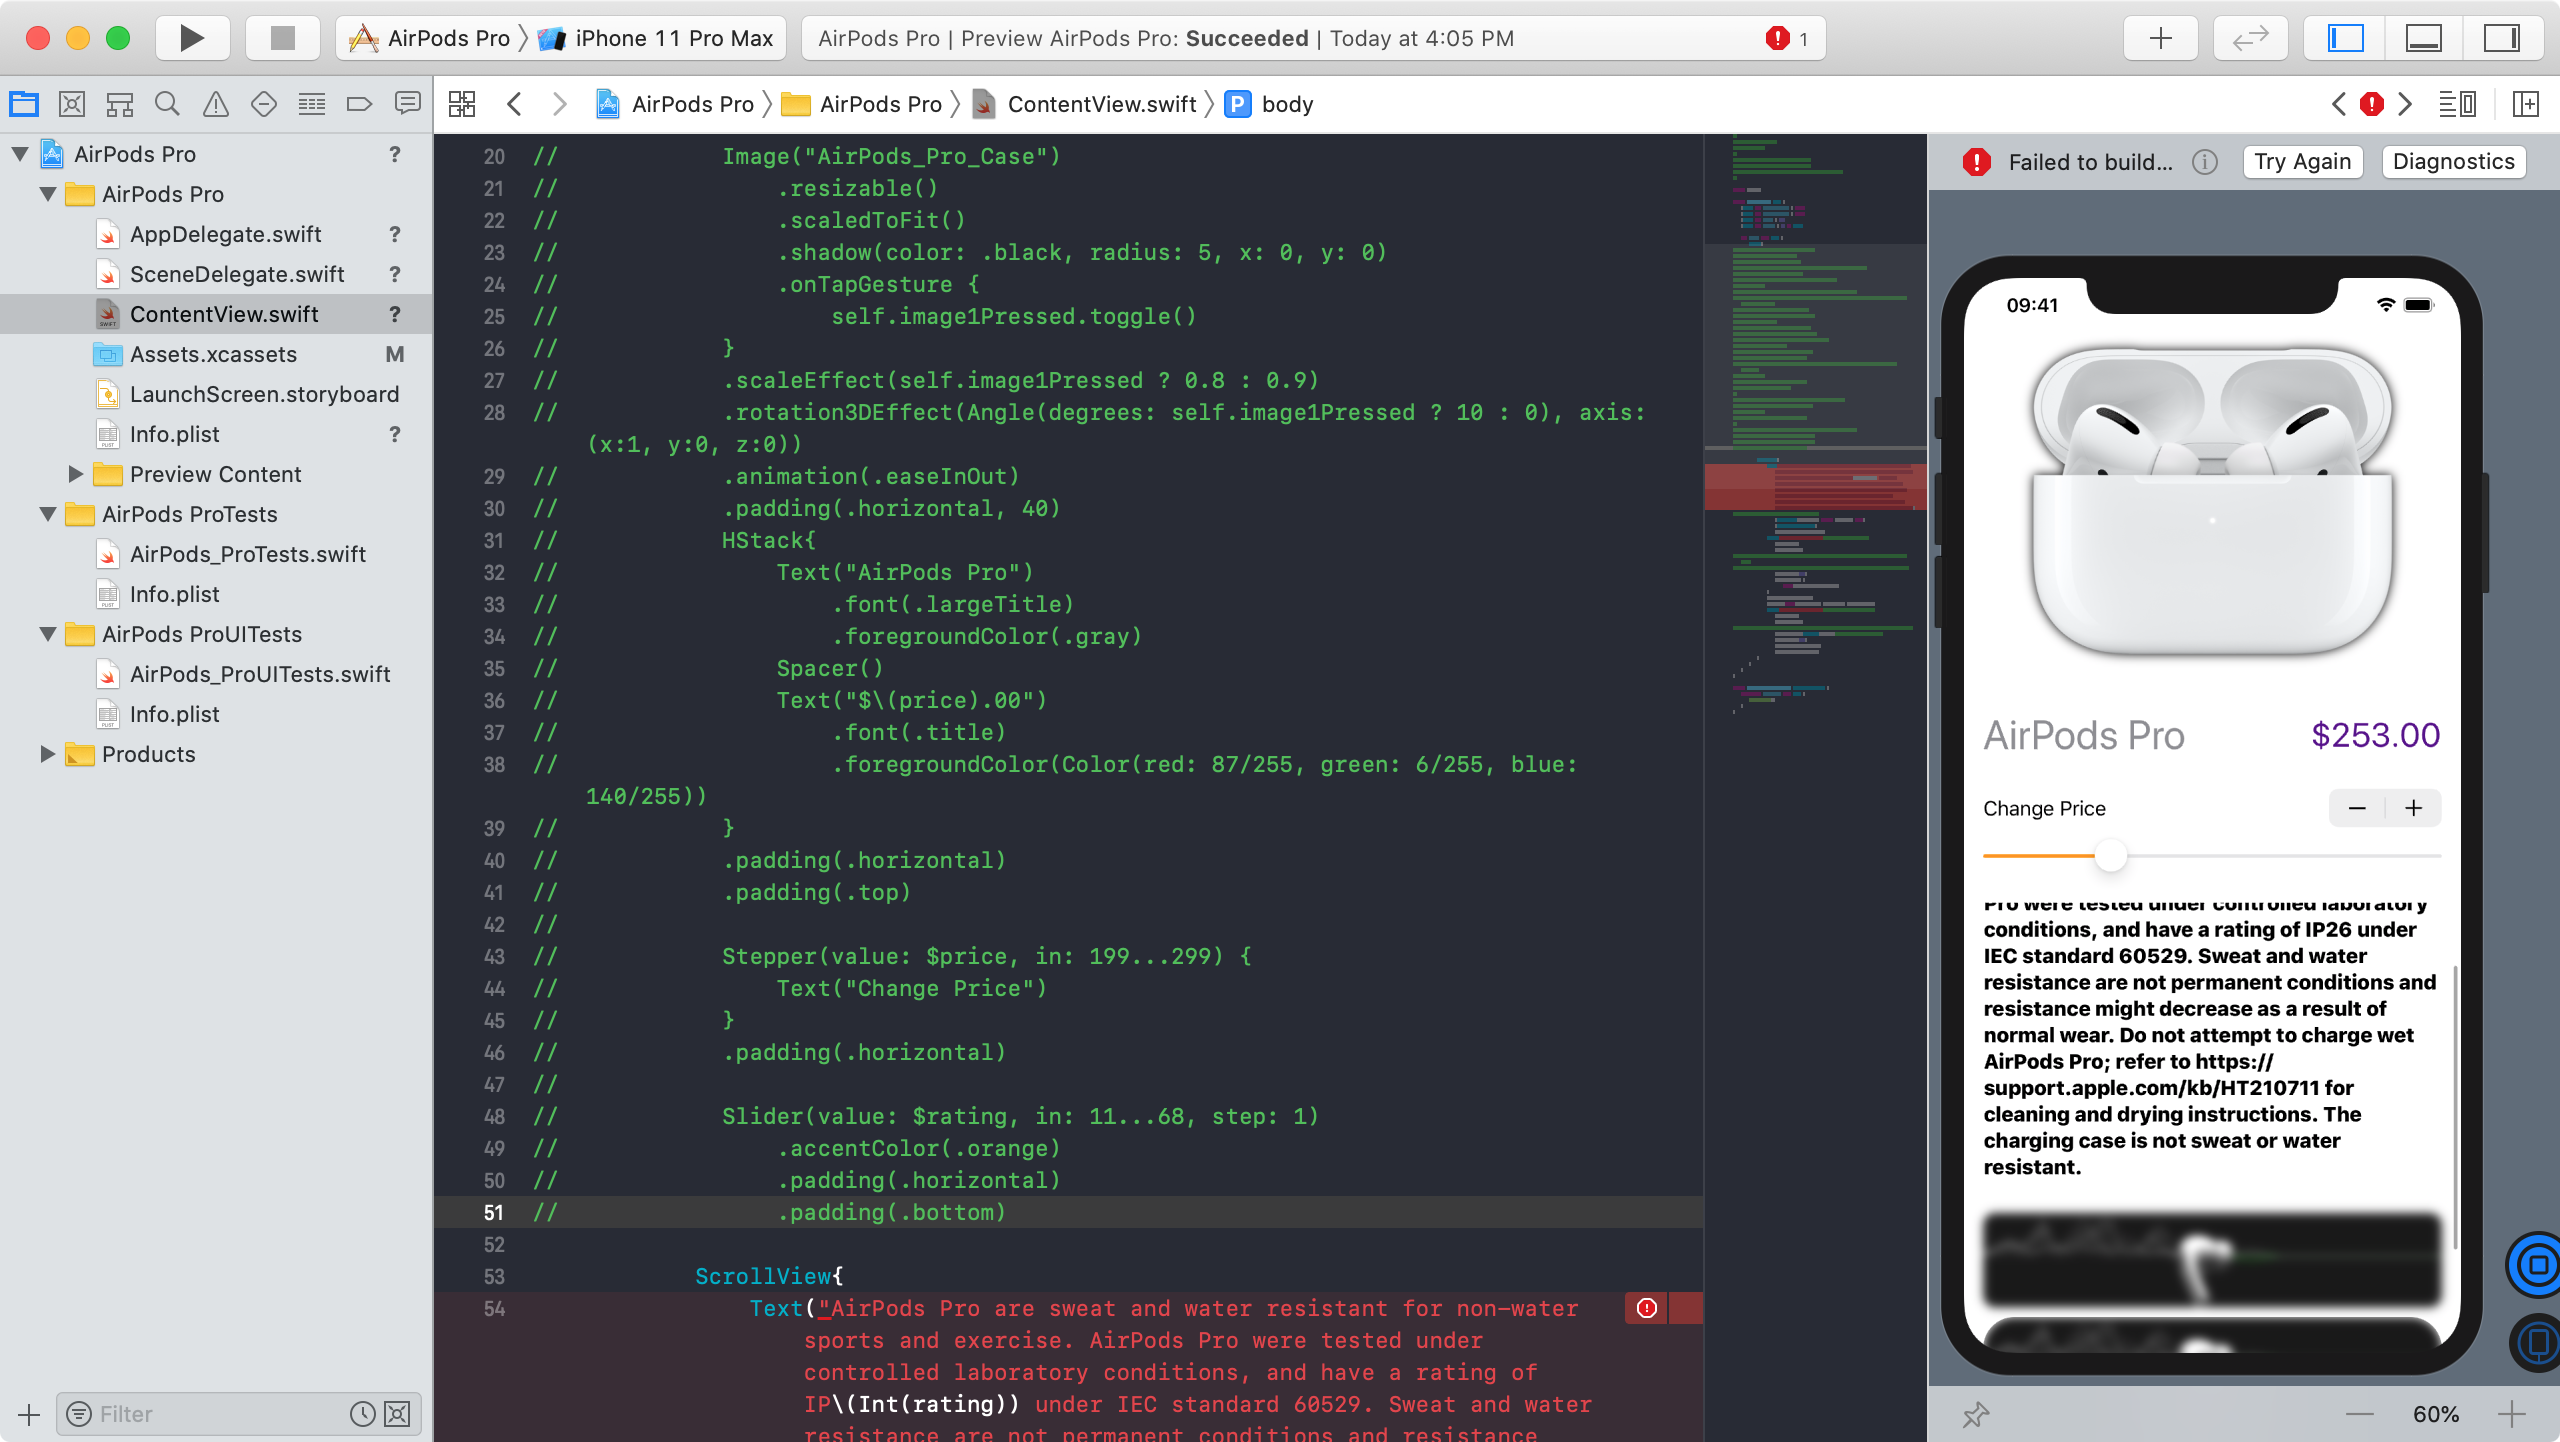 AirPods Pro
iPhone 11 Pro Max
AirPods Pro | Preview AirPods Pro: Succeeded | Today at 4:05 PM
1
AirPods Pro
AirPods Pro
ContentView.swift
P
body
AirPods Pro ?
AirPods Pro
AppDelegate.swift ?
SceneDelegate.swift ?
ContentView.swift ?
Assets.xcassets M
LaunchScreen.storyboard
Info.plist ?
Preview Content
AirPods ProTests
AirPods_ProTests.swift
Info.plist
AirPods ProUITests
AirPods_ProUITests.swift
Info.plist
Products
Filter
20 // Image("AirPods_Pro_Case")
21 // .resizable()
22 // .scaledToFit()
23 // .shadow(color: .black, radius: 5, x: 0, y: 0)
24 // .onTapGesture {
25 // self.image1Pressed.toggle()
26 // }
27 // .scaleEffect(self.image1Pressed ? 0.8 : 0.9)
28 // .rotation3DEffect(Angle(degrees: self.image1Pressed ? 10 : 0), axis:
(x:1, y:0, z:0))
29 // .animation(.easeInOut)
30 // .padding(.horizontal, 40)
31 // HStack{
32 // Text("AirPods Pro")
33 // .font(.largeTitle)
34 // .foregroundColor(.gray)
35 // Spacer()
36 // Text("$\(price).00")
37 // .font(.title)
38 // .foregroundColor(Color(red: 87/255, green: 6/255, blue:
140/255))
39 // }
40 // .padding(.horizontal)
41 // .padding(.top)
42 //
43 // Stepper(value: $price, in: 199...299) {
44 // Text("Change Price")
45 // }
46 // .padding(.horizontal)
47 //
48 // Slider(value: $rating, in: 11...68, step: 1)
49 // .accentColor(.orange)
50 // .padding(.horizontal)
51 // .padding(.bottom)
52
53 ScrollView{
54 Text("AirPods Pro are sweat and water resistant for non-water
sports and exercise. AirPods Pro were tested under
controlled laboratory conditions, and have a rating of
IP\(Int(rating)) under IEC standard 60529. Sweat and water
resistance are not permanent conditions and resistance
Failed to build...
Try Again
Diagnostics
09:41
AirPods Pro
$253.00
Change Price
− +
Pro were tested under controlled laboratory
conditions, and have a rating of IP26 under
IEC standard 60529. Sweat and water
resistance are not permanent conditions and
resistance might decrease as a result of
normal wear. Do not attempt to charge wet
AirPods Pro; refer to https://
support.apple.com/kb/HT210711 for
cleaning and drying instructions. The
charging case is not sweat or water
resistant.
60%